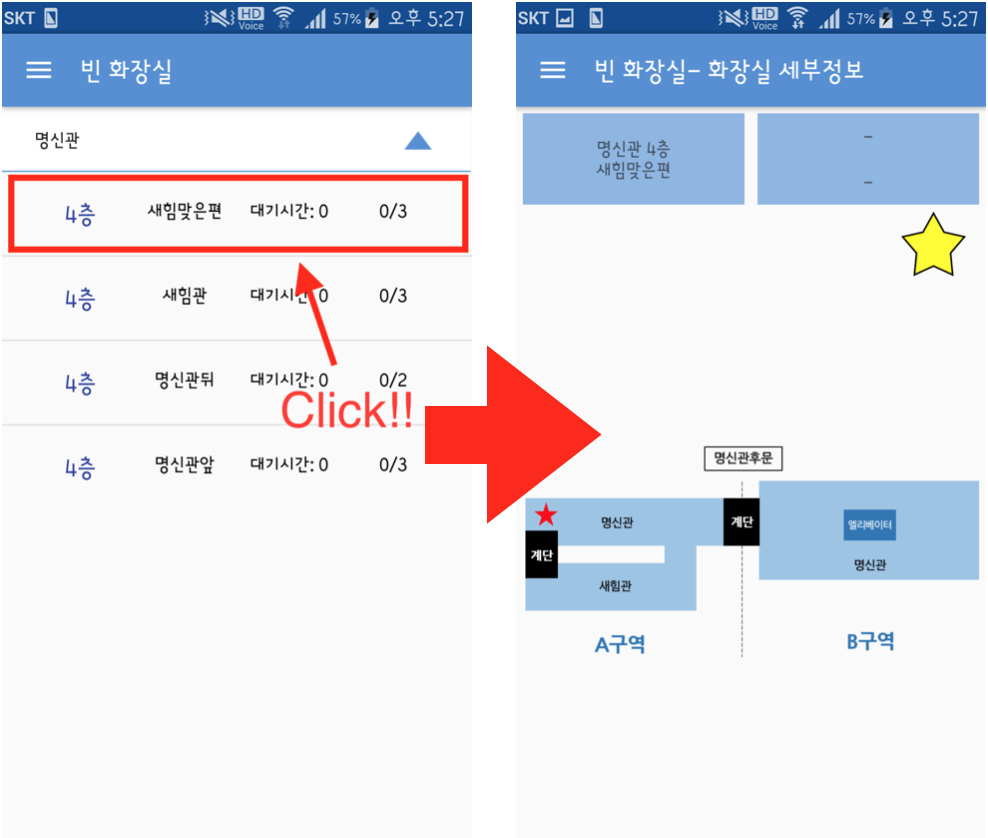 SKT HD Voice 57% 오후 5:27
빈 화장실
명신관
4층 새힘맞은편 대기시간: 0 0/3
4층 새힘관 대기시간: 0 0/3
4층 명신관뒤 대기시간: 0 0/2
Click!!
4층 명신관앞 대기시간: 0 0/3
SKT HD Voice 57% 오후 5:27
빈 화장실- 화장실 세부정보
명신관 4층
새힘맞은편
-
-
명신관후문
명신관
계단
엘리베이터
계단
명신관
새힘관
A구역
B구역